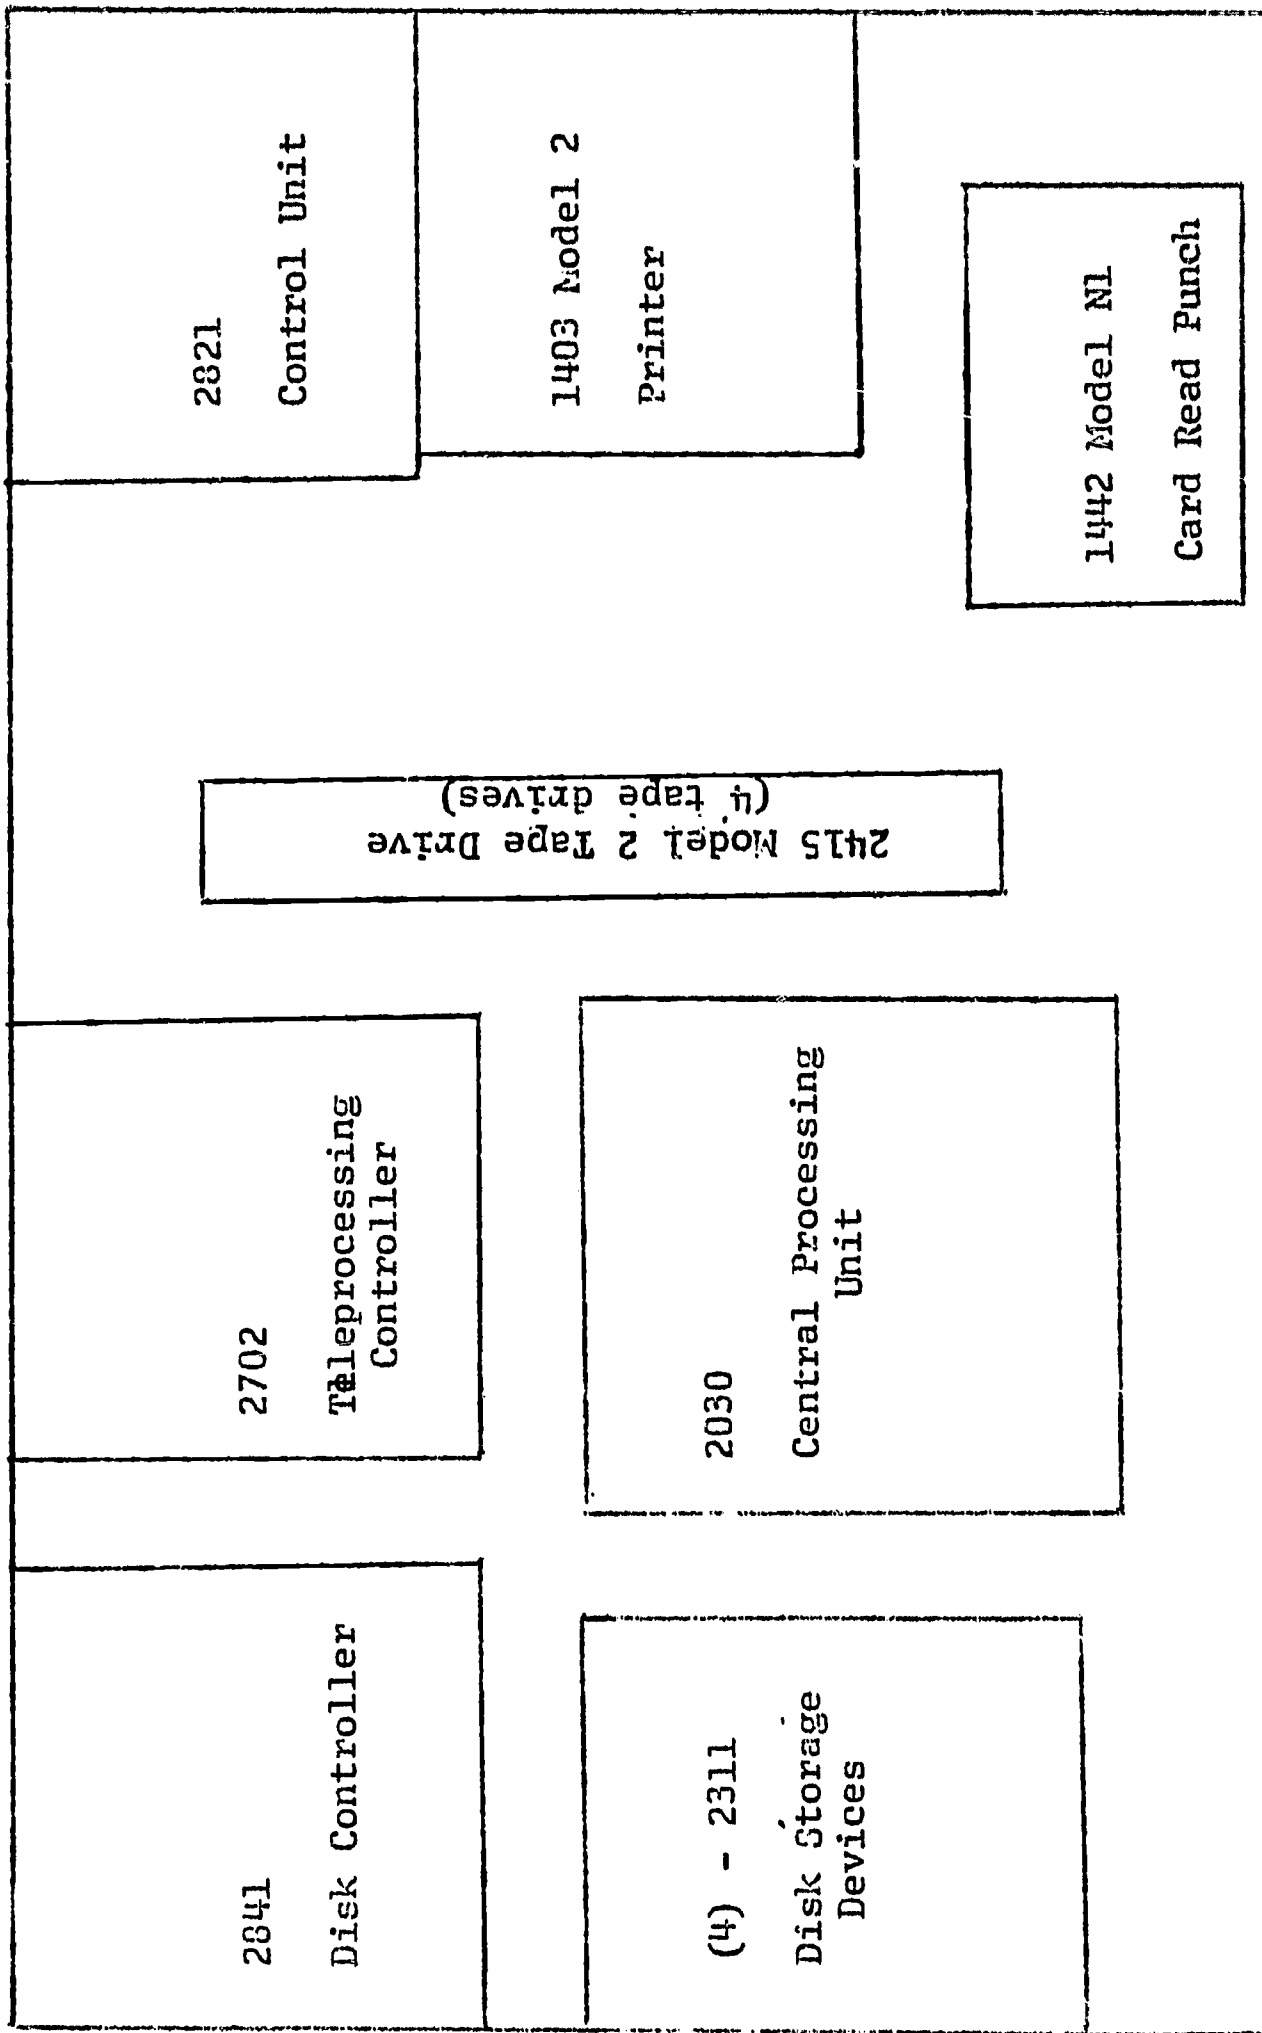 2841
Disk Controller
2702
Teleprocessing
Controller
2821
Control Unit
(4) - 2311
Disk Storage
Devices
2030
Central Processing
Unit
2415 Model 2 Tape Drive
(4 tape drives)
1403 Model 2
Printer
1442 Model N1
Card Read Punch